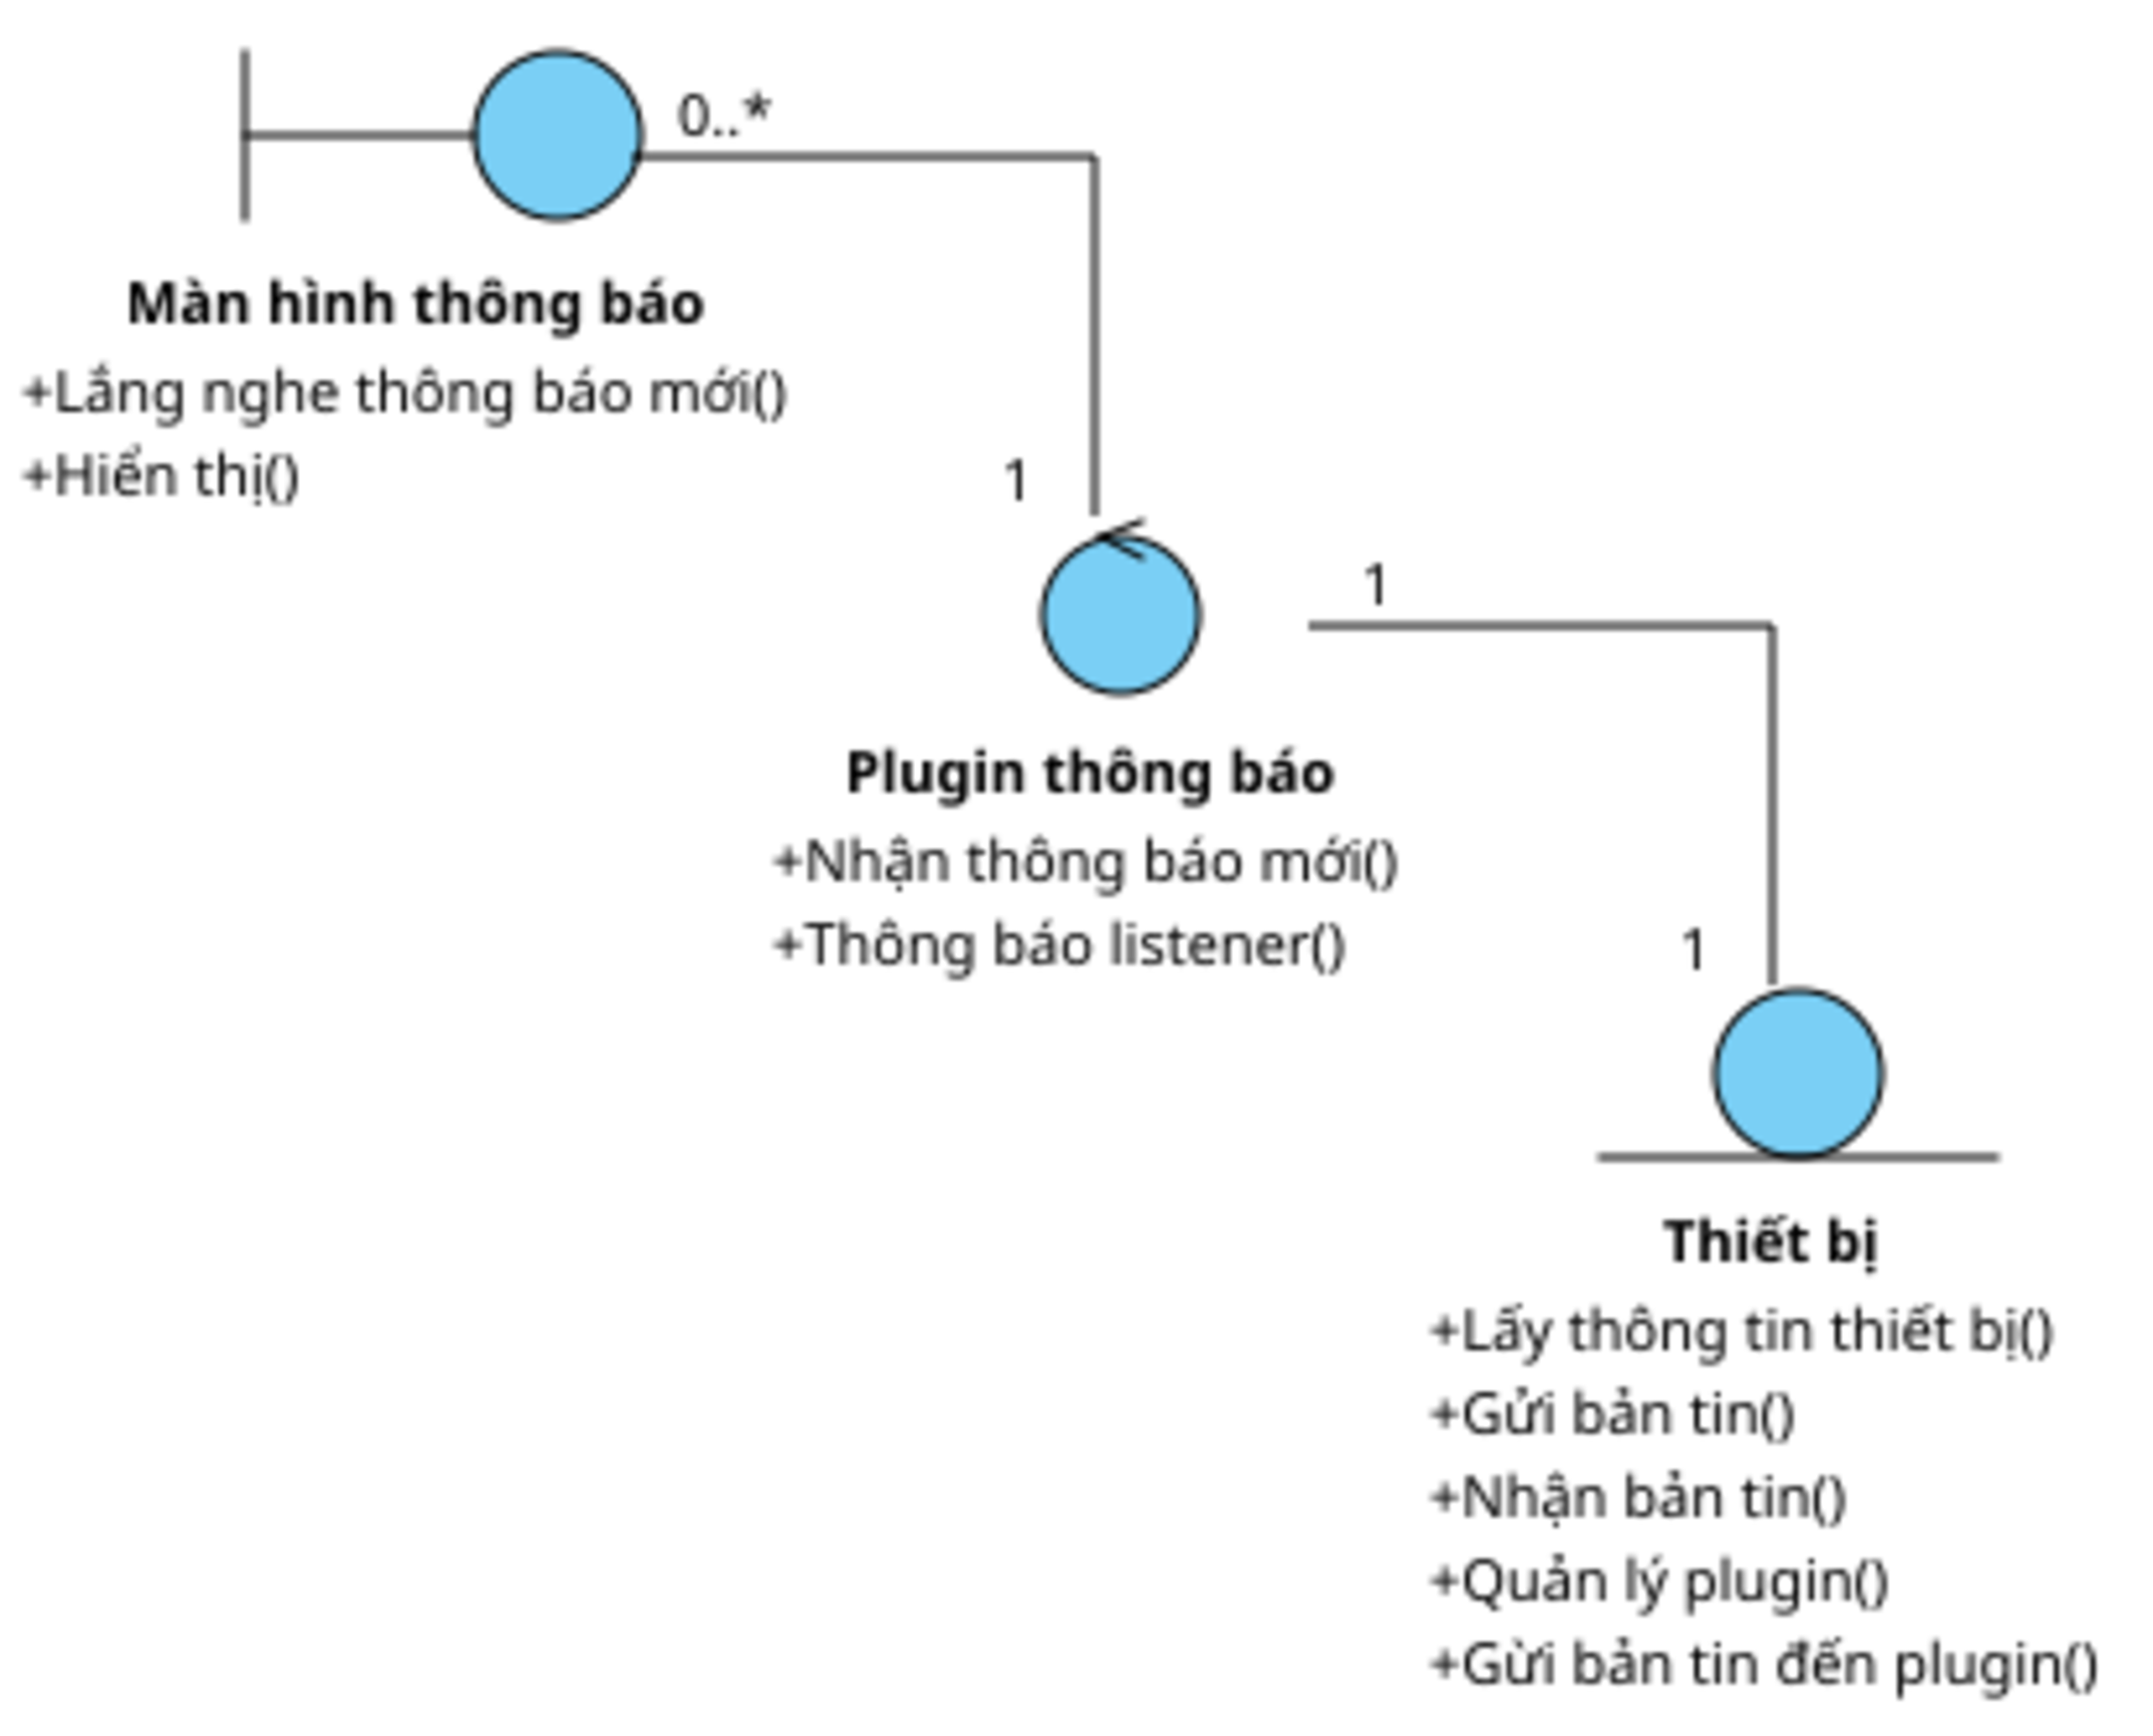 0..*
Màn hình thông báo
+Lắng nghe thông báo mới()
+Hiển thị()
1
1
Plugin thông báo
+Nhận thông báo mới()
+Thông báo listener()
1
Thiết bị
+Lấy thông tin thiết bị()
+Gửi bản tin()
+Nhận bản tin()
+Quản lý plugin()
+Gừi bản tin đến plugin()